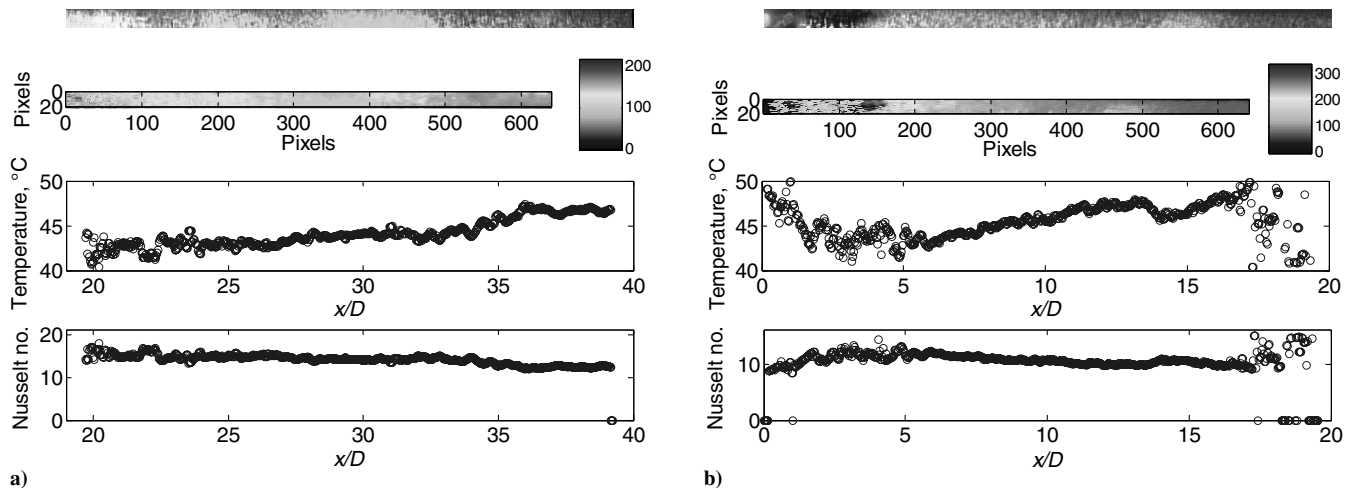 200
100
0
Pixels
0
20
0 100 200 300 400 500 600
Pixels
Temperature, °C
50
45
40
20 25 30 35 40
x/D
Nusselt no.
20
10
0
20 25 30 35 40
x/D
a)
300
200
100
0
Pixels
0
20
100 200 300 400 500 600
Pixels
Temperature, °C
50
45
40
0 5 10 15 20
x/D
Nusselt no.
10
0
0 5 10 15 20
x/D
b)